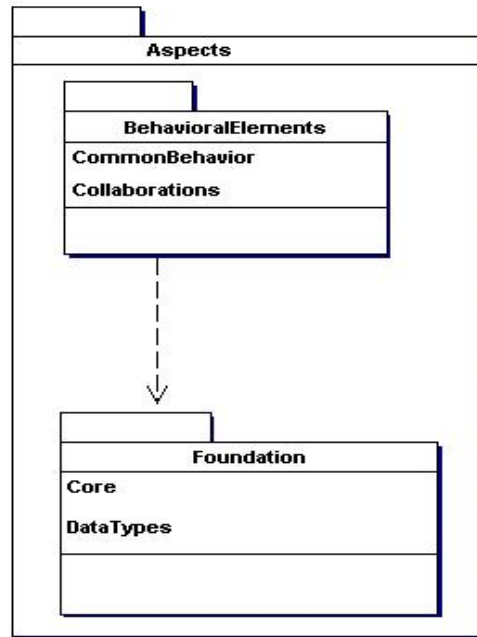 Aspects
BehavioralElements
CommonBehavior
Collaborations
Foundation
Core
DataTypes